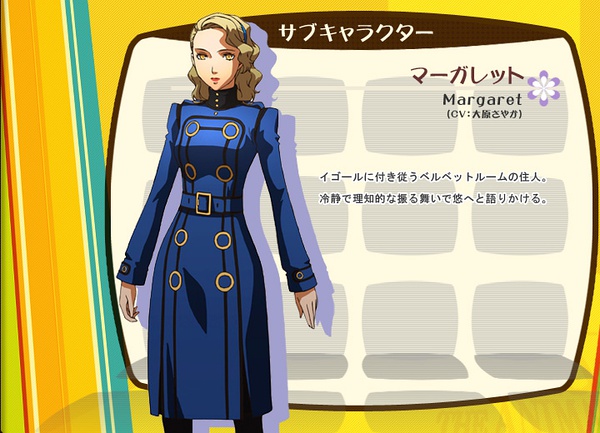 サブキャラクター
マーガレット
Margaret
(CV:大原さやか)
イゴールに付き従うベルベットルームの住人。
冷静で理知的な振る舞いで悠へと語りかける。